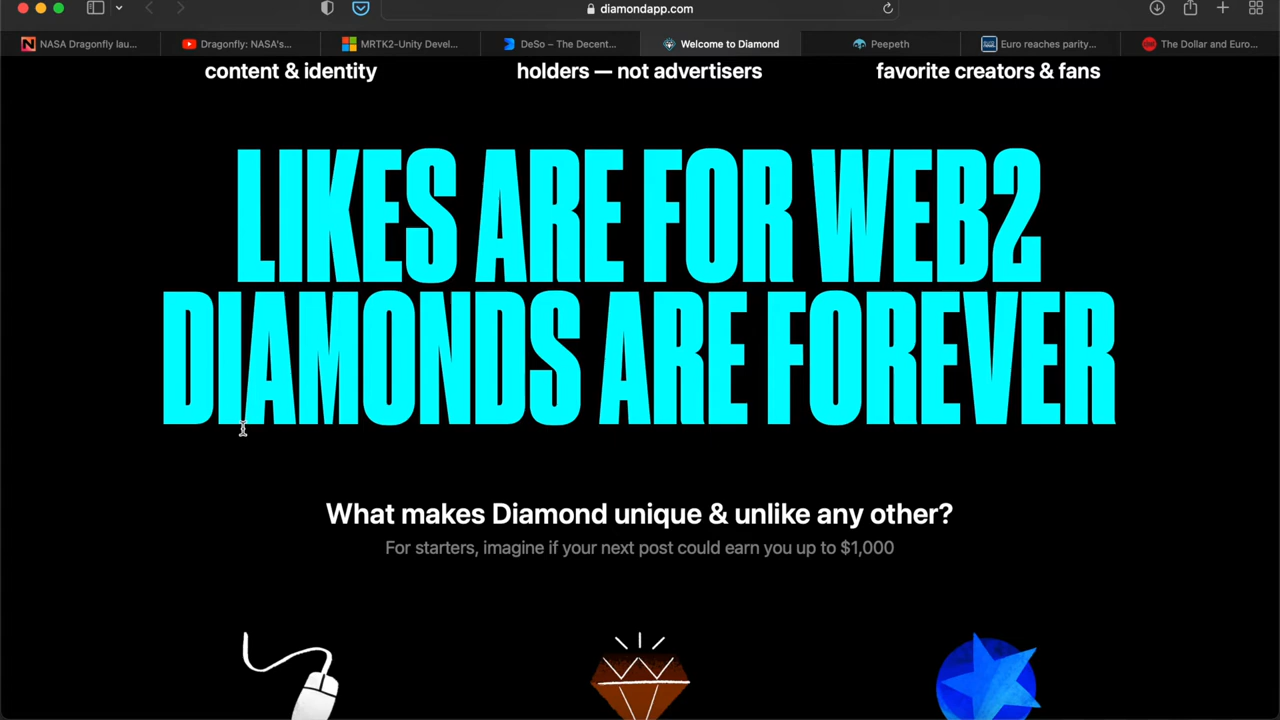 diamondapp.com
NASA Dragonfly lau...
Dragonfly: NASA's...
MRTK2-Unity Devel...
DeSo – The Decent...
Welcome to Diamond
Peepeth
Euro reaches parity...
The Dollar and Euro...
content & identity
holders — not advertisers
favorite creators & fans
LIKES ARE FOR WEB2
DIAMONDS ARE FOREVER
What makes Diamond unique & unlike any other?
For starters, imagine if your next post could earn you up to $1,000